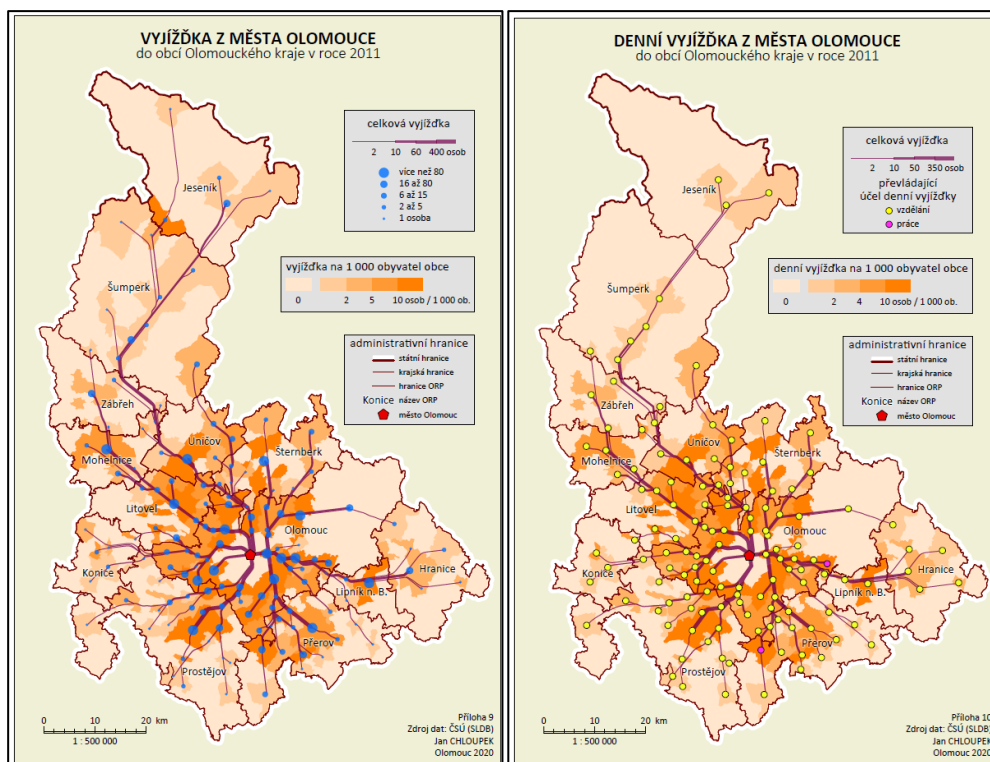 VYJÍŽĎKA Z MĚSTA OLOMOUCE
do obcí Olomouckého kraje v roce 2011
celková vyjížďka
2 10 60 400 osob
více než 80
16 až 80
6 až 15
2 až 5
1 osoba
vyjížďka na 1 000 obyvatel obce
0 2 5 10 osob / 1 000 ob.
administrativní hranice
státní hranice
krajská hranice
hranice ORP
Konice název ORP
město Olomouc
Jeseník
Šumperk
Zábřeh
Uničov
Šternberk
Mohelnice
Litovel
Olomouc
Konice
Hranice
Lipník n. B.
Přerov
Prostějov
0 10 20 km
1 : 500 000
Příloha 9
Zdroj dat: ČSÚ (SLDB)
Jan CHLOUPEK
Olomouc 2020
DENNÍ VYJÍŽĎKA Z MĚSTA OLOMOUCE
do obcí Olomouckého kraje v roce 2011
celková vyjížďka
2 10 50 350 osob
převládající
účel denní vyjížďky
vzdělání
práce
denní vyjížďka na 1 000 obyvatel obce
0 2 4 10 osob / 1 000 ob.
administrativní hranice
státní hranice
krajská hranice
hranice ORP
Konice název ORP
město Olomouc
Jeseník
Šumperk
Zábřeh
Uničov
Šternberk
Mohelnice
Litovel
Olomouc
Konice
Hranice
Lipník n. B.
Přerov
Prostějov
0 10 20 km
1 : 500 000
Příloha 10
Zdroj dat: ČSÚ (SLDB)
Jan CHLOUPEK
Olomouc 2020